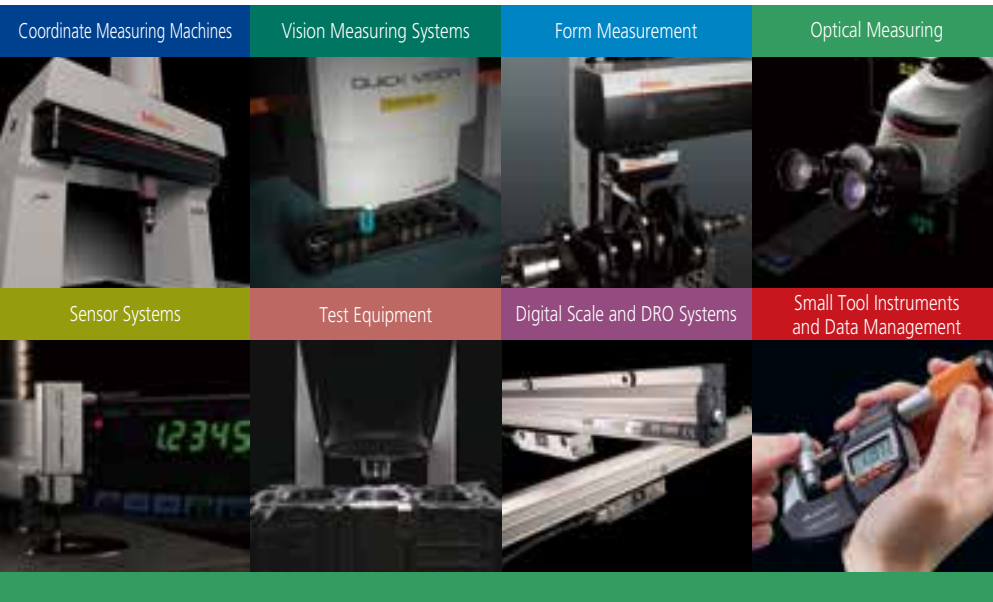 Coordinate Measuring Machines
Vision Measuring Systems
Form Measurement
Optical Measuring
QUICK VISION
Sensor Systems
Test Equipment
Digital Scale and DRO Systems
Small Tool Instruments
and Data Management
12345